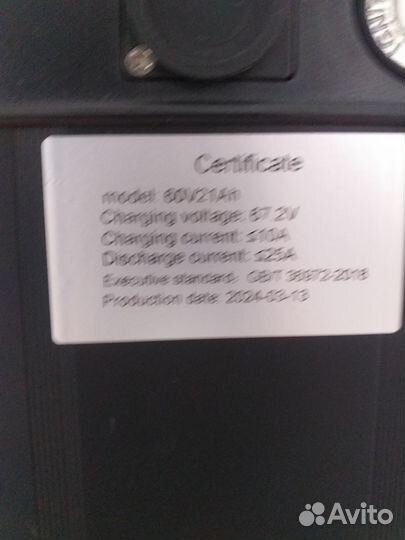 Certificate
model: 60V21Ah
Charging voltage: 67.2V
Charging current: ≤10A
Discharge current: ≤25A
Executive standard: GB/T 36972-2018
Production date: 2024-03-13
Avito